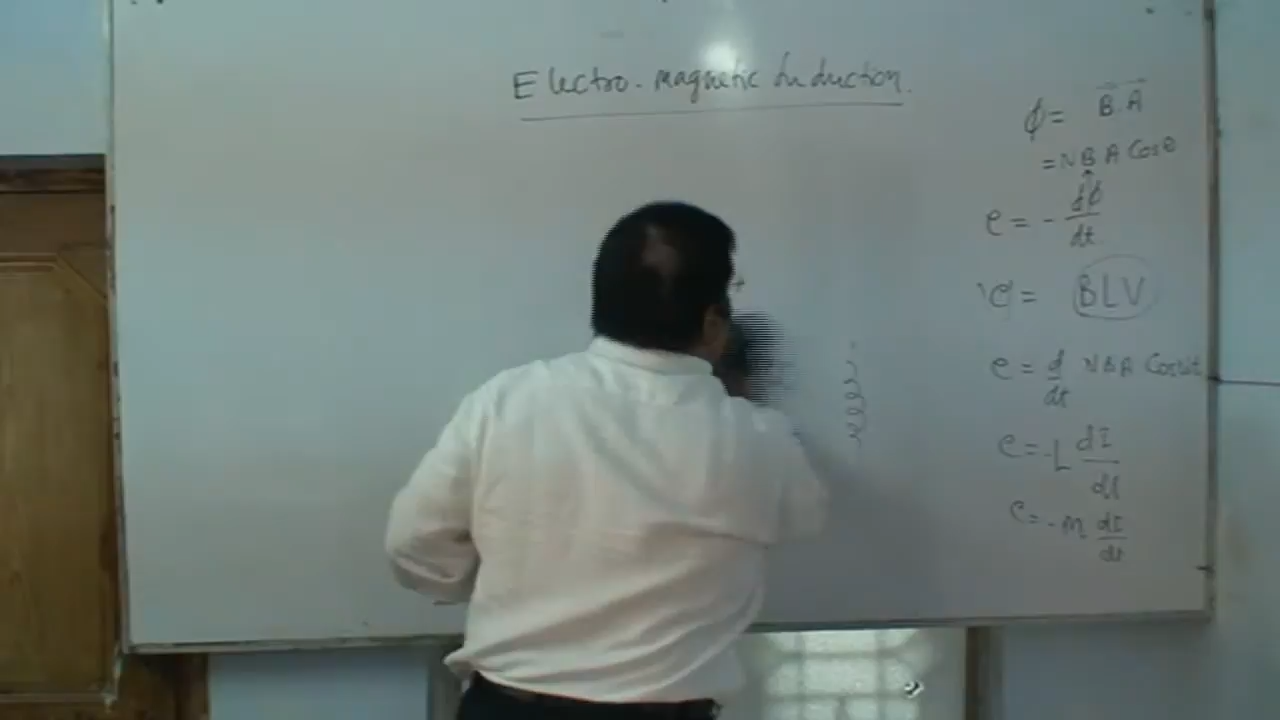 Electro-magnetic Induction.
ϕ = B⃗.A⃗
= NBA Cosθ
e = - dϕ/dt
e = BLV
e = d/dt NBA Cosωt
e = -L dI/dt
e = -M dI/dt